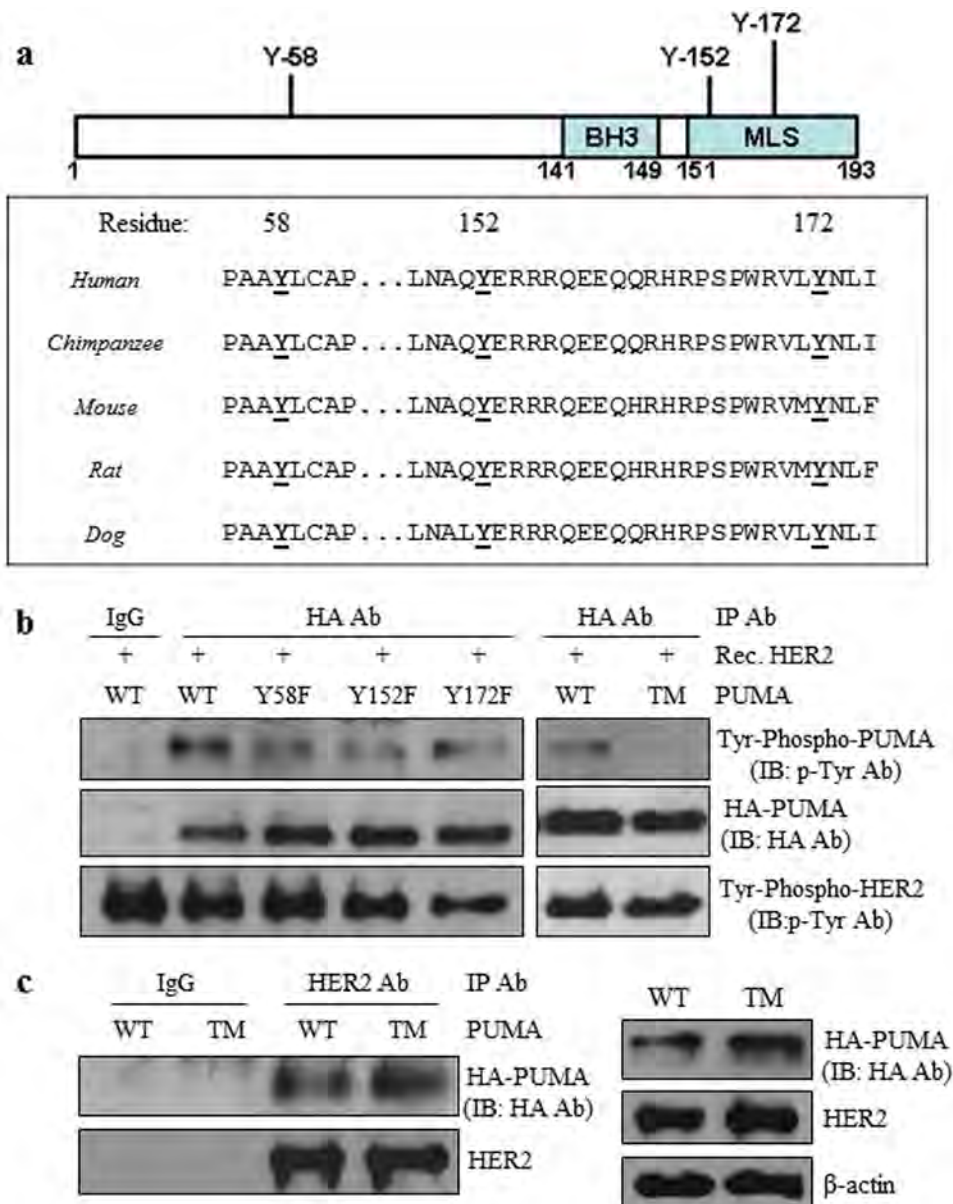 a
Y-58
Y-152
Y-172
BH3
MLS
1
141
149
151
193
Residue: 58 152 172
Human PAAYLCAP...LNAQYERRRQEEQQRHRPSPWRVLYNLI
Chimpanzee PAAYLCAP...LNAQYERRRQEEQQRHRPSPWRVLYNLI
Mouse PAAYLCAP...LNAQYERRRQEEQHRHRPSPWRVMYNLF
Rat PAAYLCAP...LNAQYERRRQEEQHRHRPSPWRVMYNLF
Dog PAAYLCAP...LNALYERRRQEEQQRHRPSPWRVLYNLI
b
IgG HA Ab HA Ab IP Ab
+ + + + + + + Rec. HER2
WT WT Y58F Y152F Y172F WT TM PUMA
Tyr-Phospho-PUMA
(IB: p-Tyr Ab)
HA-PUMA
(IB: HA Ab)
Tyr-Phospho-HER2
(IB:p-Tyr Ab)
c
IgG HER2 Ab IP Ab
WT TM WT TM PUMA
HA-PUMA
(IB: HA Ab)
HER2
WT TM
HA-PUMA
(IB: HA Ab)
HER2
β-actin